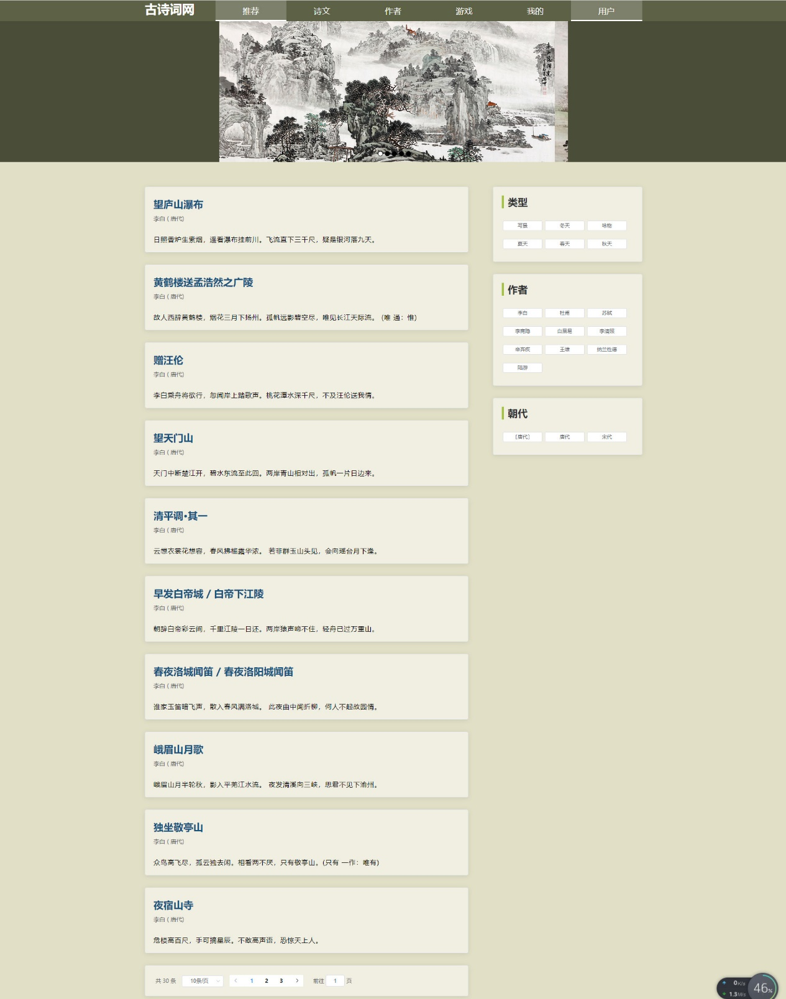 古诗词网 推荐 诗文 作者 游戏 我的 用户
望庐山瀑布
李白 ( 唐代)
日照香炉生紫烟，遥看瀑布挂前川。飞流直下三千尺，疑是银河落九天。
黄鹤楼送孟浩然之广陵
李白 ( 唐代)
故人西辞黄鹤楼，烟花三月下扬州。孤帆远影碧空尽，唯见长江天际流。 (唯 通：惟)
赠汪伦
李白 ( 唐代)
李白乘舟将欲行，忽闻岸上踏歌声。桃花潭水深千尺，不及汪伦送我情。
望天门山
李白 ( 唐代)
天门中断楚江开，碧水东流至此回。两岸青山相对出，孤帆一片日边来。
清平调·其一
李白 ( 唐代)
云想衣裳花想容，春风拂槛露华浓。 若非群玉山头见，会向瑶台月下逢。
早发白帝城 / 白帝下江陵
李白 ( 唐代)
朝辞白帝彩云间，千里江陵一日还。两岸猿声啼不住，轻舟已过万重山。
春夜洛城闻笛 / 春夜洛阳城闻笛
李白 ( 唐代)
谁家玉笛暗飞声，散入春风满洛城。 此夜曲中闻折柳，何人不起故园情。
峨眉山月歌
李白 ( 唐代)
峨眉山月半轮秋，影入平羌江水流。 夜发清溪向三峡，思君不见下渝州。
独坐敬亭山
李白 ( 唐代)
众鸟高飞尽，孤云独去闲。相看两不厌，只有敬亭山。(只有 一作：唯有)
夜宿山寺
李白 ( 唐代)
危楼高百尺，手可摘星辰。不敢高声语，恐惊天上人。
共 30 条 10条/页 1 2 3 前往 1 页
类型
写景 冬天 咏物
夏天 春天 秋天
作者
李白 杜甫 苏轼
李商隐 白居易 李清照
辛弃疾 王维 纳兰性德
陆游
朝代
〔唐代〕 唐代 宋代
0K/s
1.3M/s
46%